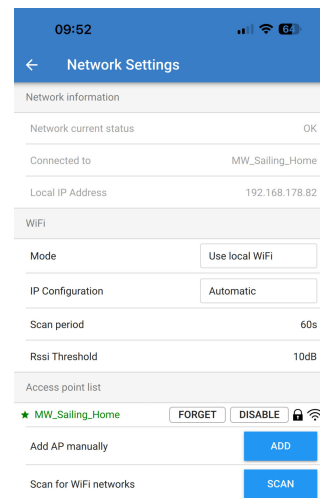 09:52 64
Network Settings
Network information
Network current status OK
Connected to MW_Sailing_Home
Local IP Address 192.168.178.82
WiFi
Mode Use local WiFi
IP Configuration Automatic
Scan period 60s
Rssi Threshold 10dB
Access point list
MW_Sailing_Home FORGET DISABLE
Add AP manually ADD
Scan for WiFi networks SCAN